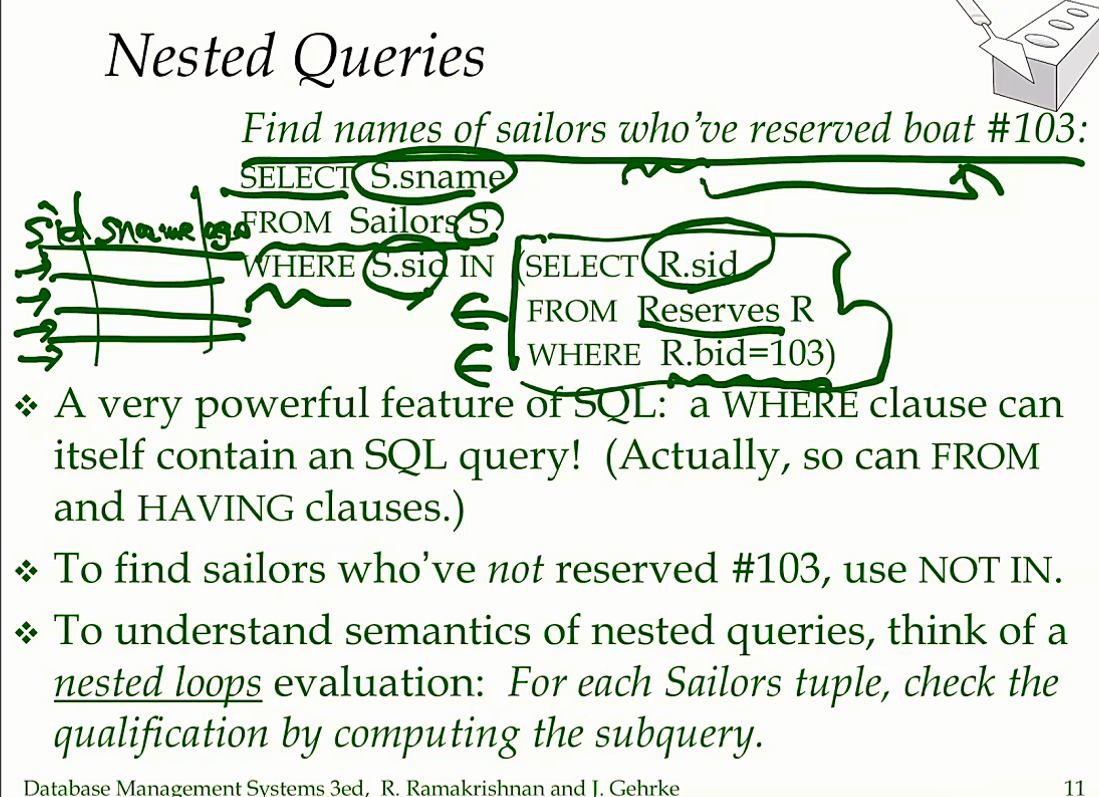 Nested Queries
Find names of sailors who've reserved boat #103:
SELECT S.sname
FROM Sailors S
WHERE S.sid IN (SELECT R.sid
FROM Reserves R
WHERE R.bid=103)
sid sname age
∈
∈
❖ A very powerful feature of SQL: a WHERE clause can
itself contain an SQL query! (Actually, so can FROM
and HAVING clauses.)
❖ To find sailors who've not reserved #103, use NOT IN.
❖ To understand semantics of nested queries, think of a
nested loops evaluation: For each Sailors tuple, check the
qualification by computing the subquery.
Database Management Systems 3ed, R. Ramakrishnan and J. Gehrke 11